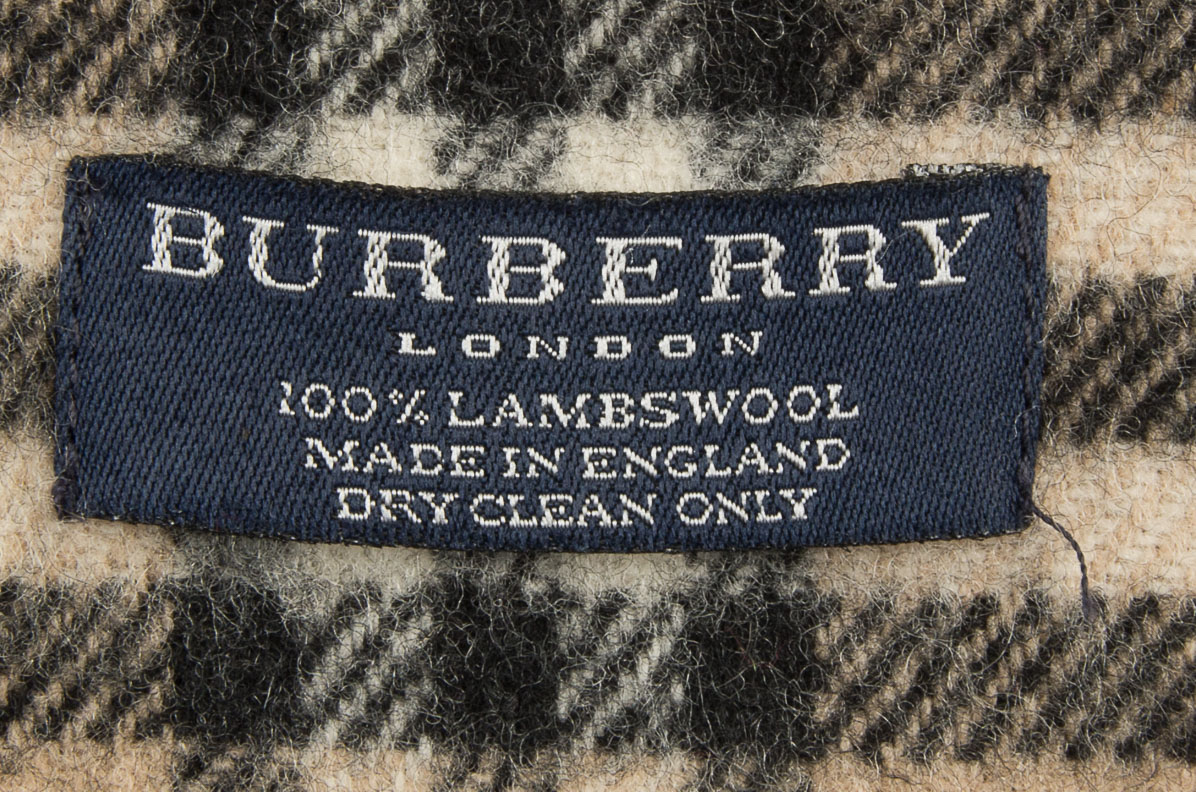 BURBERRY
LONDON
100% LAMBSWOOL
MADE IN ENGLAND
DRY CLEAN ONLY